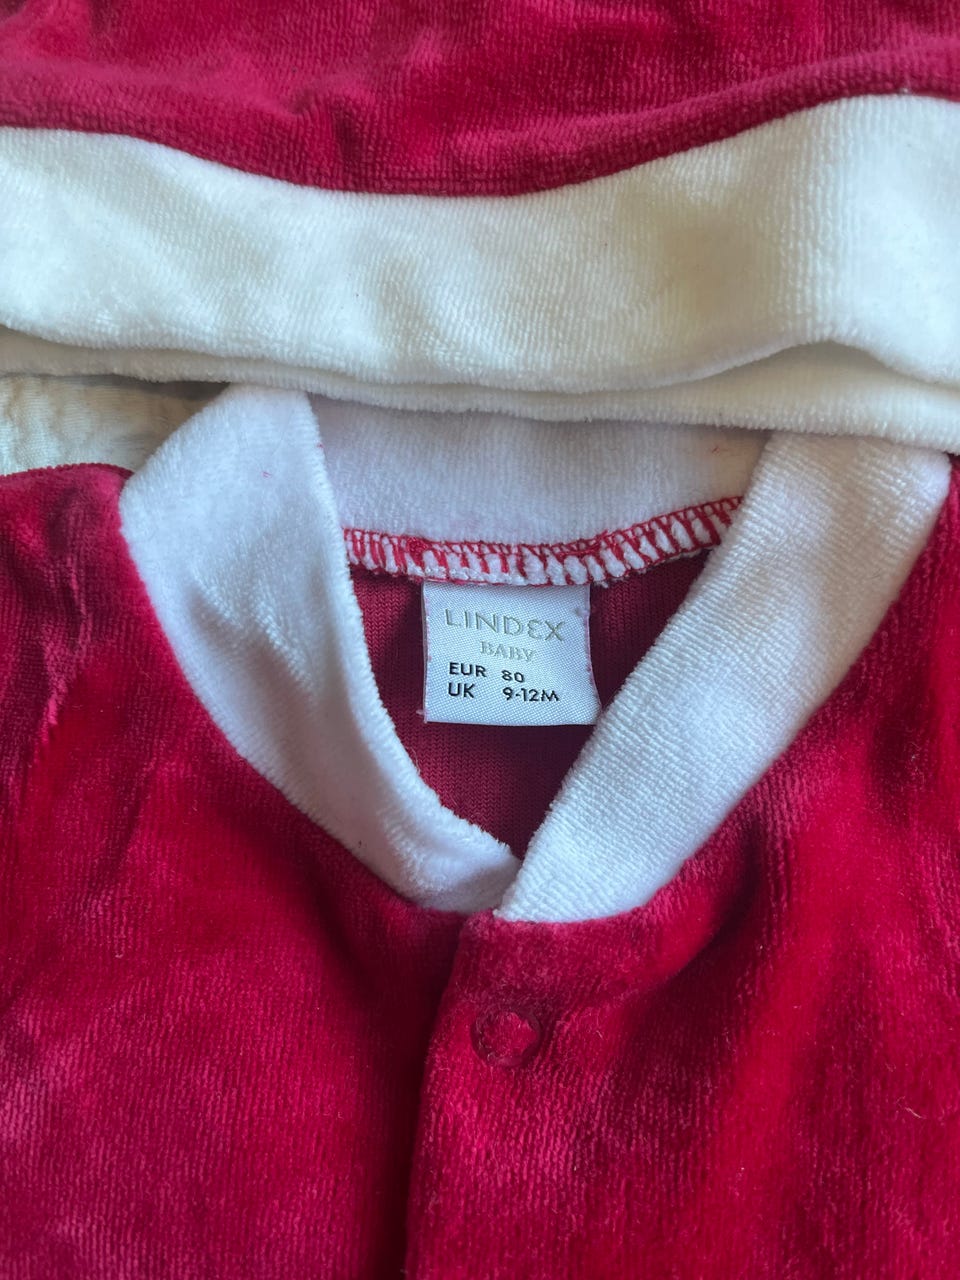 LINDEX
BABY
EUR 80
UK 9-12M